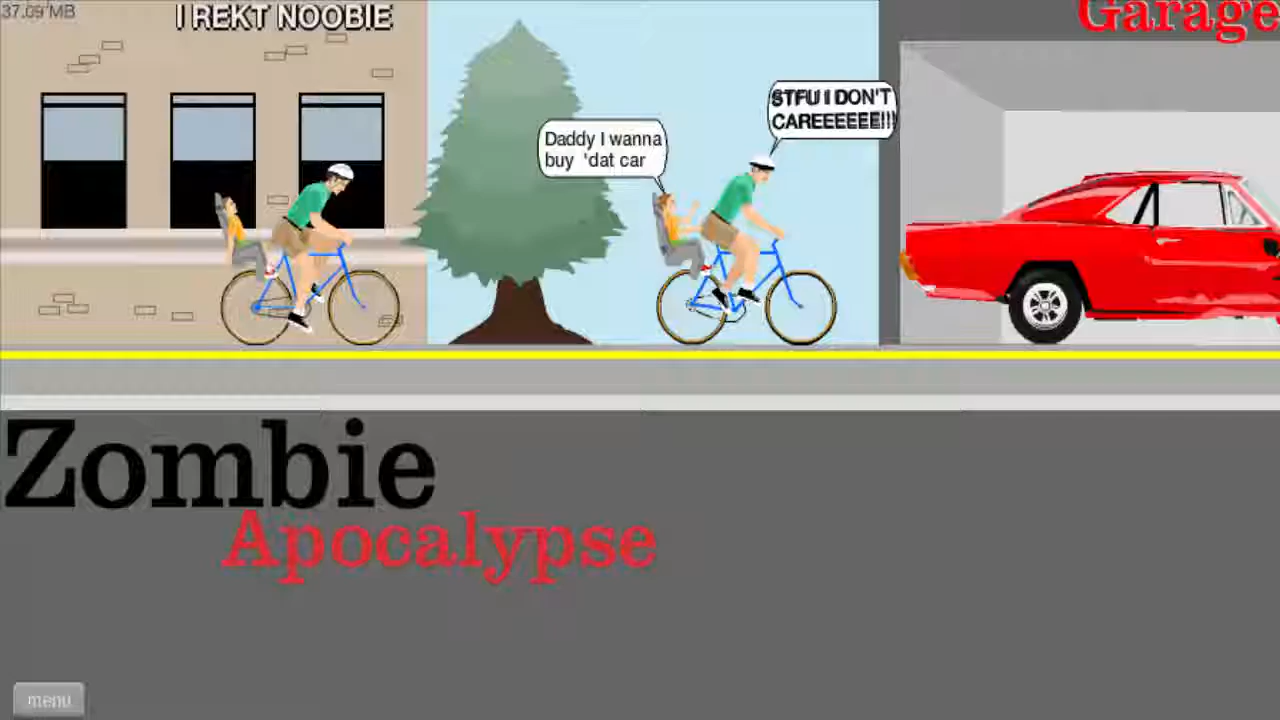 37.09 MB
I REKT NOOBIE
Garage
Daddy I wanna
buy 'dat car
STFU I DON'T
CAREEEEEE!!!
Zombie
Apocalypse
menu